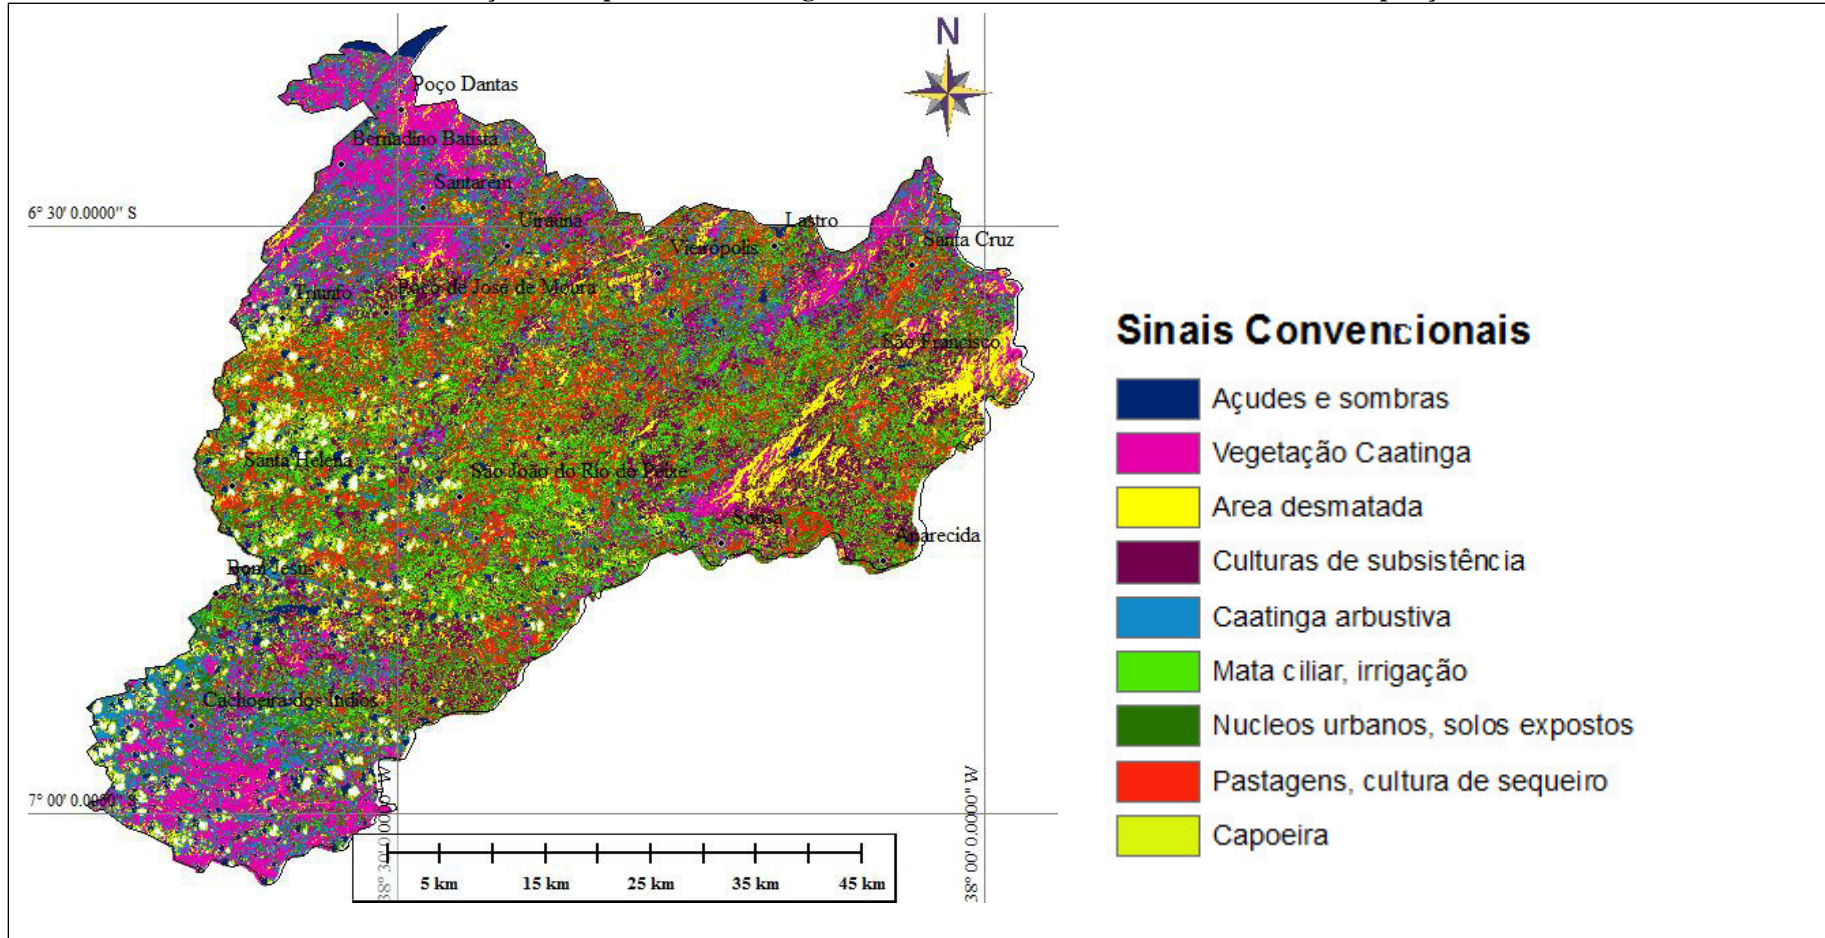 N
Poço Dantas
Bernadino Batista
Santarém
6° 30' 0.0000" S
Uiraúna
Lastro
Vieirópolis
Santa Cruz
Triunfo
Poço de José de Moura
São Francisco
Santa Helena
São João do Rio do Peixe
Sousa
Aparecida
Bom Jesus
Cachoeira dos Índios
7° 00' 0.0000" S
38° 30' 0.0000" W
38° 00' 0.0000" W
5 km 15 km 25 km 35 km 45 km
Sinais Convencionais
Açudes e sombras
Vegetação Caatinga
Area desmatada
Culturas de subsistência
Caatinga arbustiva
Mata ciliar, irrigação
Nucleos urbanos, solos expostos
Pastagens, cultura de sequeiro
Capoeira